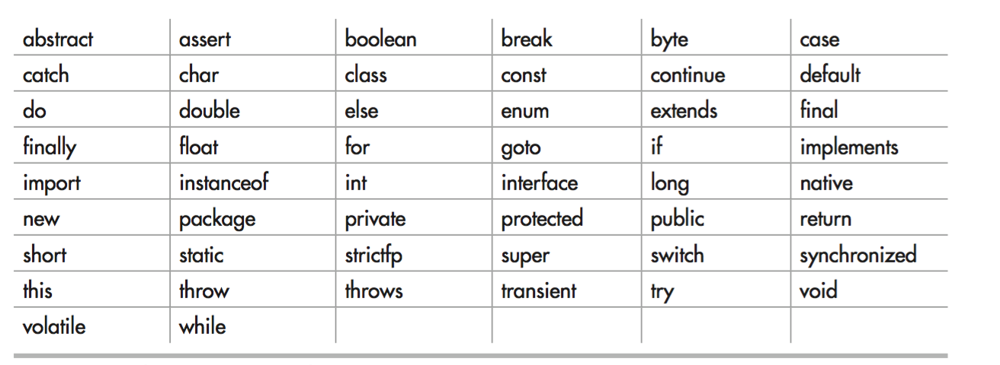 abstract assert boolean break byte case
catch char class const continue default
do double else enum extends final
finally float for goto if implements
import instanceof int interface long native
new package private protected public return
short static strictfp super switch synchronized
this throw throws transient try void
volatile while